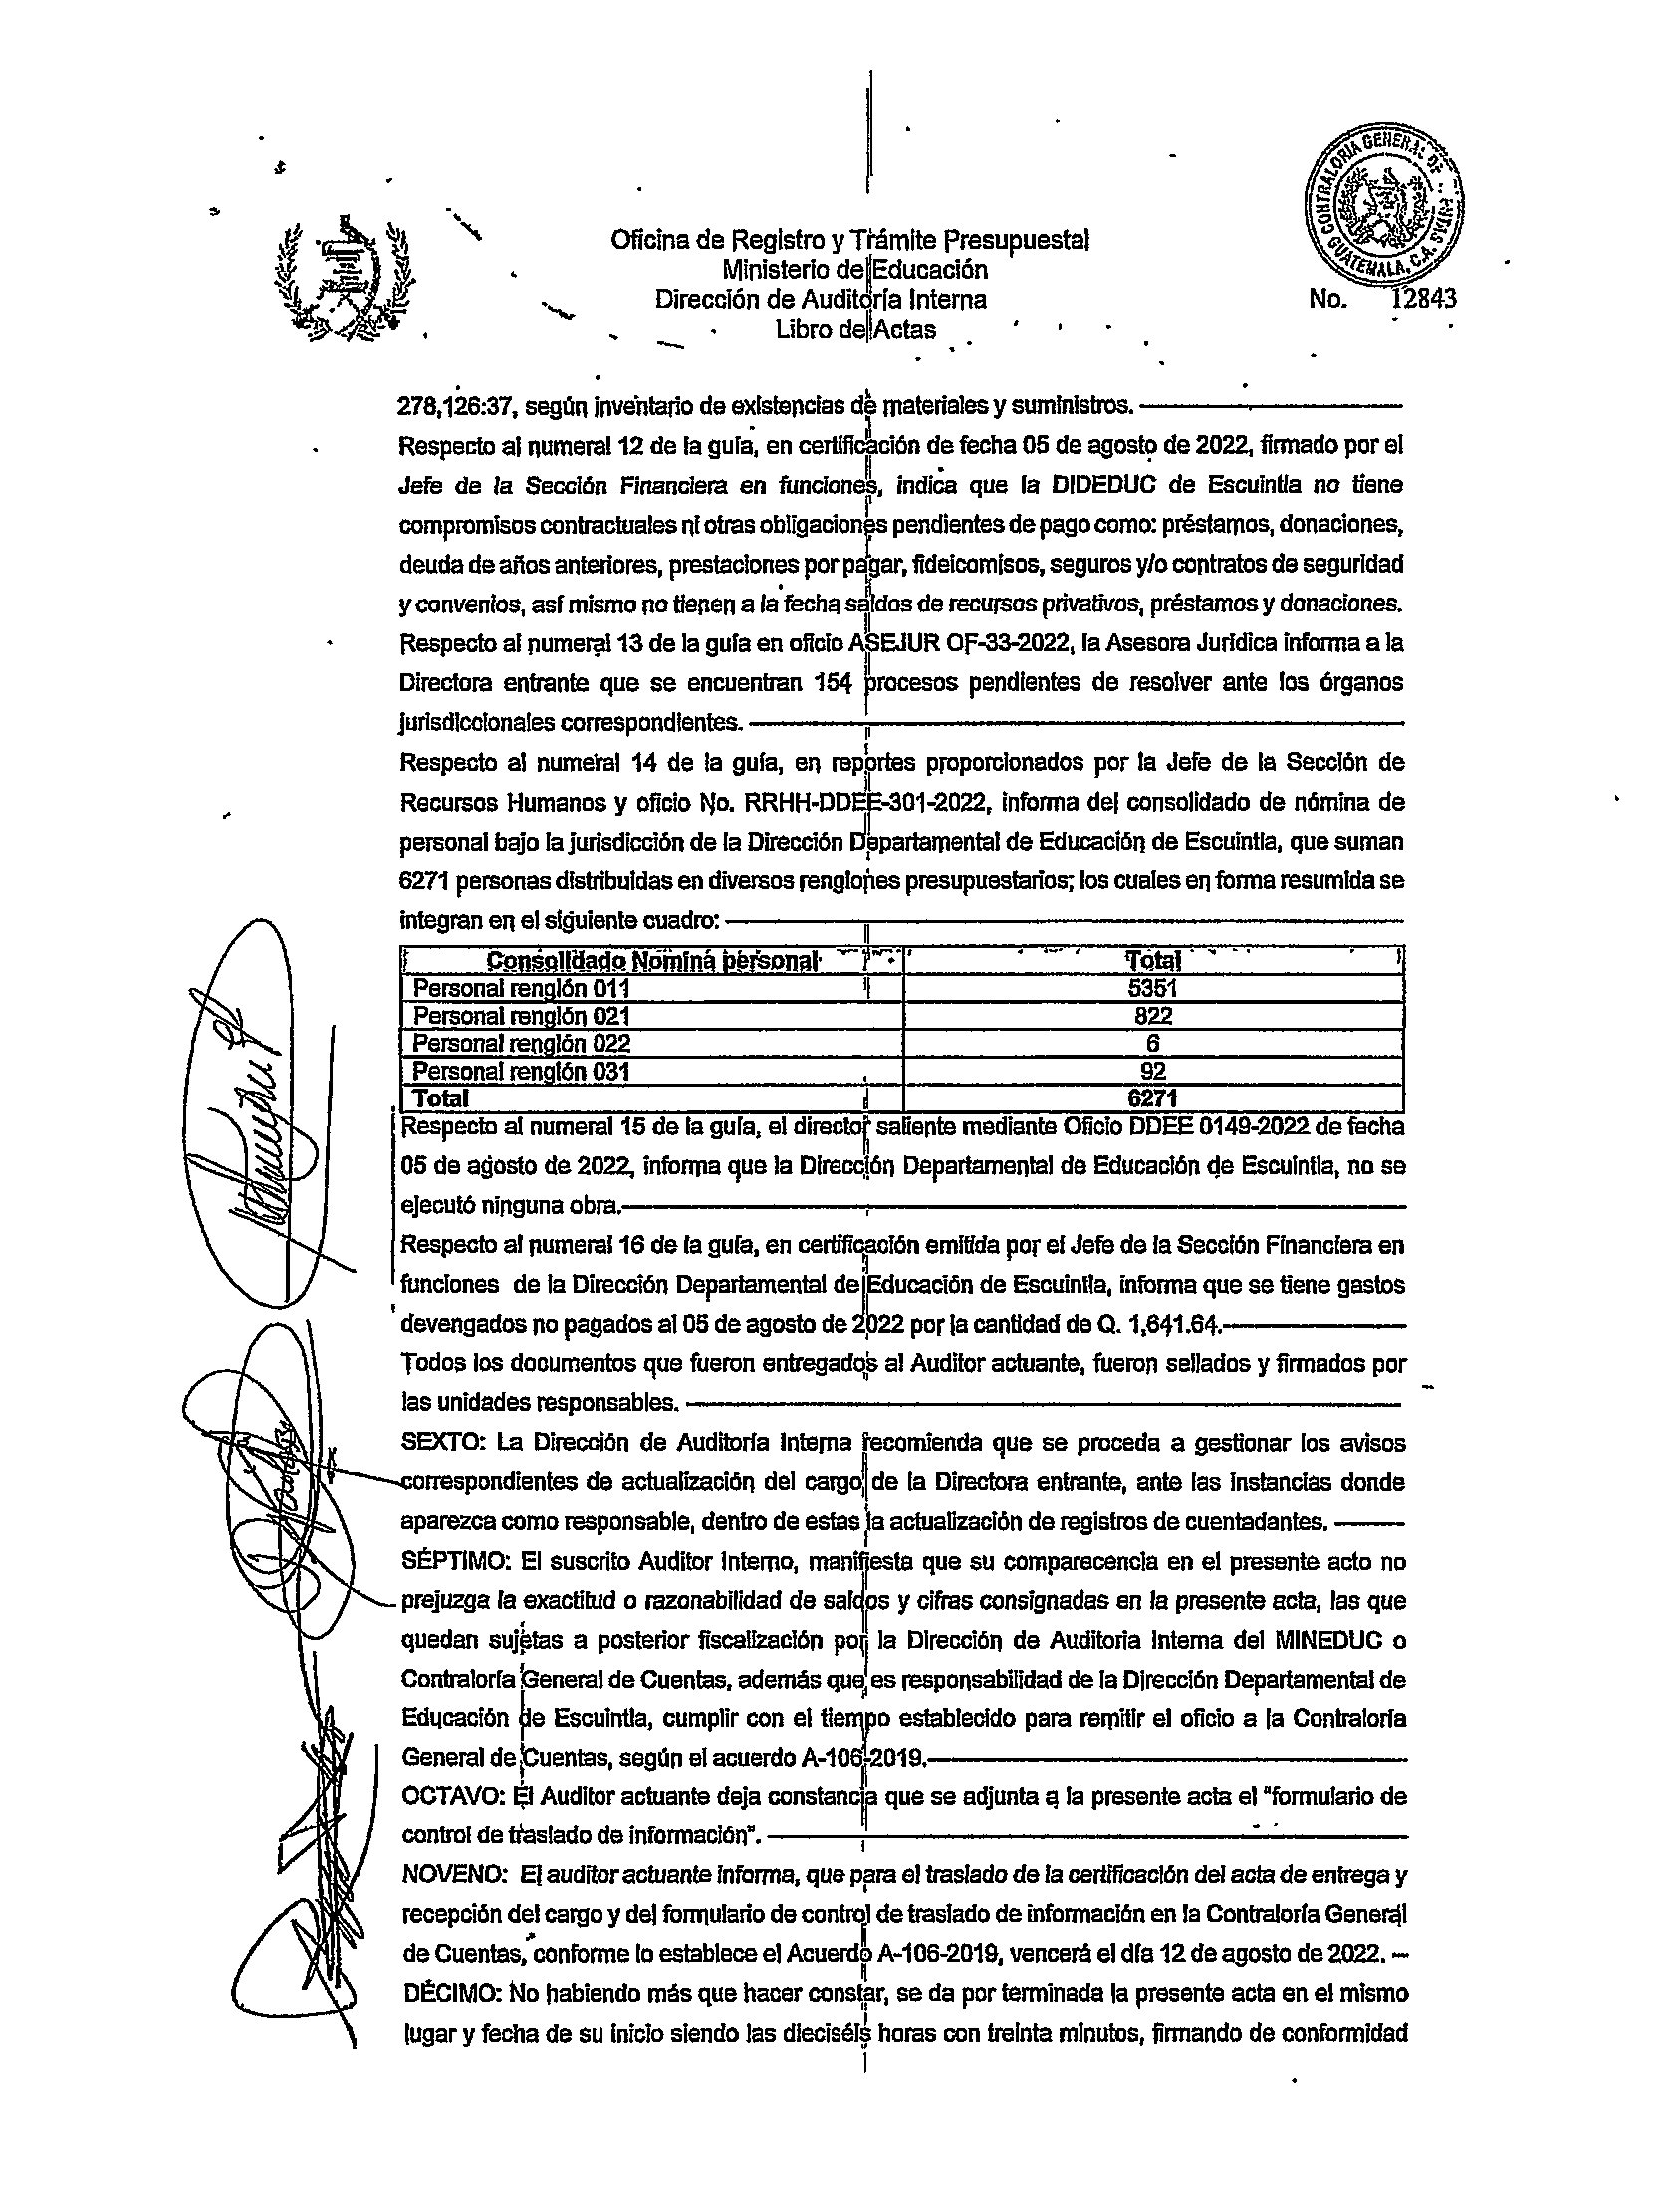 Oficina de Registro y Trámite Presupuestal
Ministerio de Educación
Dirección de Auditoría Interna
Libro de Actas
CONTRALORIA GENERAL DE
GUATEMALA, C.A.
No. 12843
278,126:37, según inventario de existencias de materiales y suministros.
Respecto al numeral 12 de la guía, en certificación de fecha 05 de agosto de 2022, firmado por el
Jefe de la Sección Financiera en funciones, indica que la DIDEDUC de Escuintla no tiene
compromisos contractuales ni otras obligaciones pendientes de pago como: préstamos, donaciones,
deuda de años anteriores, prestaciones por pagar, fideicomisos, seguros y/o contratos de seguridad
y convenios, así mismo no tienen a la fecha saldos de recursos privativos, préstamos y donaciones.
Respecto al numeral 13 de la guía en oficio ASEJUR OF-33-2022, la Asesora Jurídica informa a la
Directora entrante que se encuentran 154 procesos pendientes de resolver ante los órganos
jurisdiccionales correspondientes.
Respecto al numeral 14 de la guía, en reportes proporcionados por la Jefe de la Sección de
Recursos Humanos y oficio No. RRHH-DDEE-301-2022, informa del consolidado de nómina de
personal bajo la jurisdicción de la Dirección Departamental de Educación de Escuintla, que suman
6271 personas distribuidas en diversos renglones presupuestarios; los cuales en forma resumida se
integran en el siguiente cuadro:
Consolidado Nomina personal Total
Personal renglón 011 5351
Personal renglón 021 822
Personal renglón 022 6
Personal renglón 031 92
Total 6271
Respecto al numeral 15 de la guía, el director saliente mediante Oficio DDEE 0149-2022 de fecha
05 de agosto de 2022, informa que la Dirección Departamental de Educación de Escuintla, no se
ejecutó ninguna obra.
Respecto al numeral 16 de la guía, en certificación emitida por el Jefe de la Sección Financiera en
funciones de la Dirección Departamental de Educación de Escuintla, informa que se tiene gastos
devengados no pagados al 05 de agosto de 2022 por la cantidad de Q. 1,641.64.
Todos los documentos que fueron entregados al Auditor actuante, fueron sellados y firmados por
las unidades responsables.
SEXTO: La Dirección de Auditoría Interna recomienda que se proceda a gestionar los avisos
correspondientes de actualización del cargo de la Directora entrante, ante las instancias donde
aparezca como responsable, dentro de estas la actualización de registros de cuentadantes.
SÉPTIMO: El suscrito Auditor Interno, manifiesta que su comparecencia en el presente acto no
prejuzga la exactitud o razonabilidad de saldos y cifras consignadas en la presente acta, las que
quedan sujetas a posterior fiscalización por la Dirección de Auditoria Interna del MINEDUC o
Contraloría General de Cuentas, además que es responsabilidad de la Dirección Departamental de
Educación de Escuintla, cumplir con el tiempo establecido para remitir el oficio a la Contraloría
General de Cuentas, según el acuerdo A-106-2019.
OCTAVO: El Auditor actuante deja constancia que se adjunta a la presente acta el "formulario de
control de traslado de información".
NOVENO: El auditor actuante informa, que para el traslado de la certificación del acta de entrega y
recepción del cargo y del formulario de control de traslado de información en la Contraloría General
de Cuentas, conforme lo establece el Acuerdo A-106-2019, vencerá el día 12 de agosto de 2022.
DÉCIMO: No habiendo más que hacer constar, se da por terminada la presente acta en el mismo
lugar y fecha de su inicio siendo las dieciséis horas con treinta minutos, firmando de conformidad